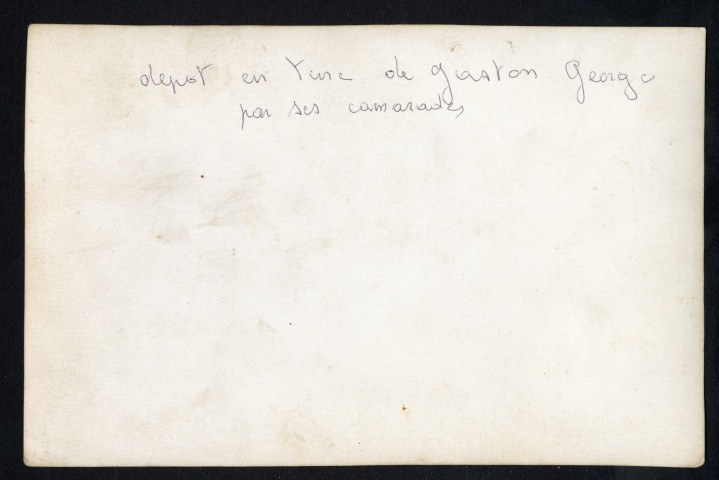 depot en Terre de Gaston George
par ses camarades